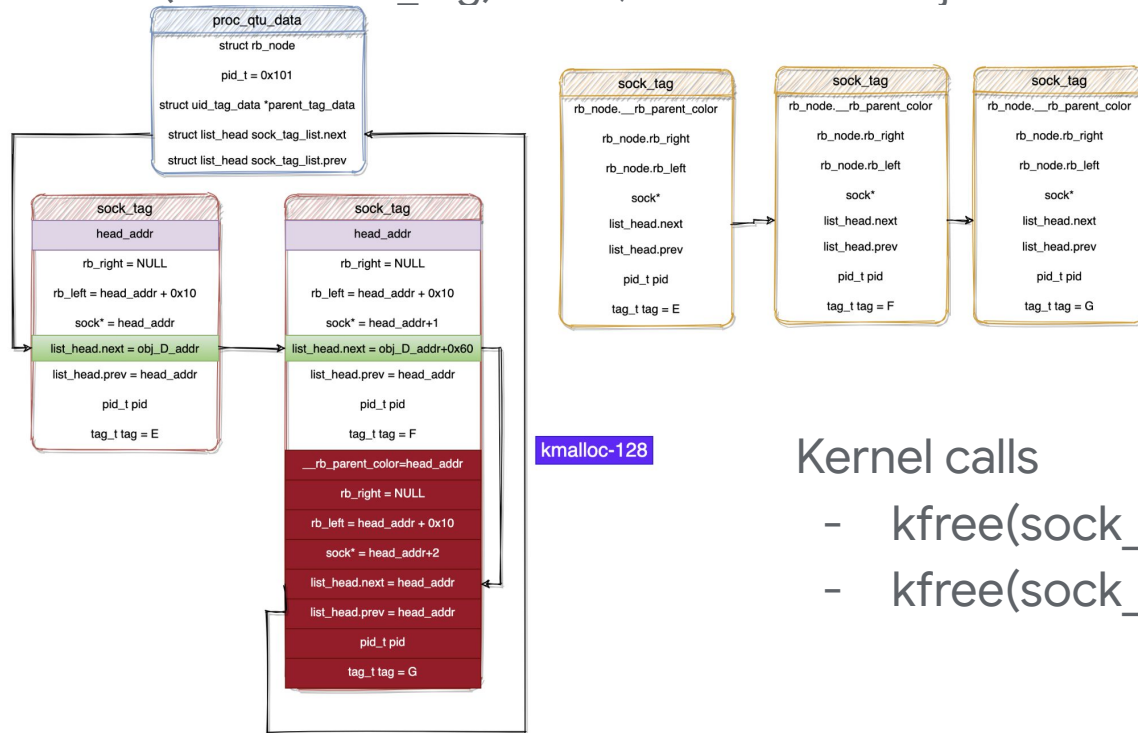 proc_qtu_data
struct rb_node
pid_t = 0x101
struct uid_tag_data *parent_tag_data
struct list_head sock_tag_list.next
struct list_head sock_tag_list.prev
sock_tag
head_addr
rb_right = NULL
rb_left = head_addr + 0x10
sock* = head_addr
list_head.next = obj_D_addr
list_head.prev = head_addr
pid_t pid
tag_t tag = E
sock_tag
head_addr
rb_right = NULL
rb_left = head_addr + 0x10
sock* = head_addr+1
list_head.next = obj_D_addr+0x60
list_head.prev = head_addr
pid_t pid
tag_t tag = F
__rb_parent_color=head_addr
rb_right = NULL
rb_left = head_addr + 0x10
sock* = head_addr+2
list_head.next = head_addr
list_head.prev = head_addr
pid_t pid
tag_t tag = G
sock_tag
rb_node.__rb_parent_color
rb_node.rb_right
rb_node.rb_left
sock*
list_head.next
list_head.prev
pid_t pid
tag_t tag = E
sock_tag
rb_node.__rb_parent_color
rb_node.rb_right
rb_node.rb_left
sock*
list_head.next
list_head.prev
pid_t pid
tag_t tag = F
sock_tag
rb_node.__rb_parent_color
rb_node.rb_right
rb_node.rb_left
sock*
list_head.next
list_head.prev
pid_t pid
tag_t tag = G
kmalloc-128
Kernel calls
- kfree(sock_
- kfree(sock_